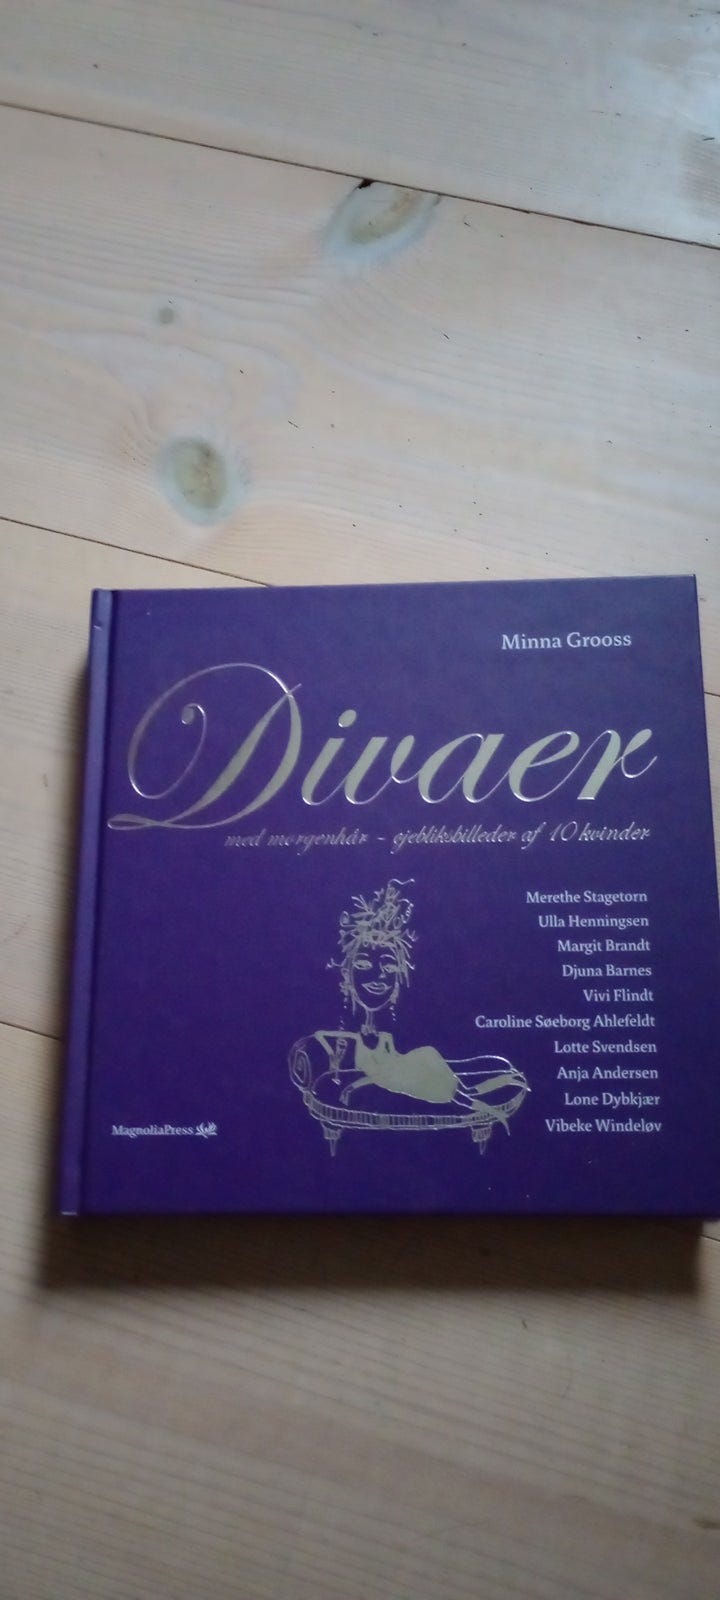 Minna Grooss
Divaer
med morgenhår - øjebliksbilleder af 10 kvinder
Merethe Stagetorn
Ulla Henningsen
Margit Brandt
Djuna Barnes
Vivi Flindt
Caroline Søeborg Ahlefeldt
Lotte Svendsen
Anja Andersen
Lone Dybkjær
Vibeke Windeløv
MagnoliaPress